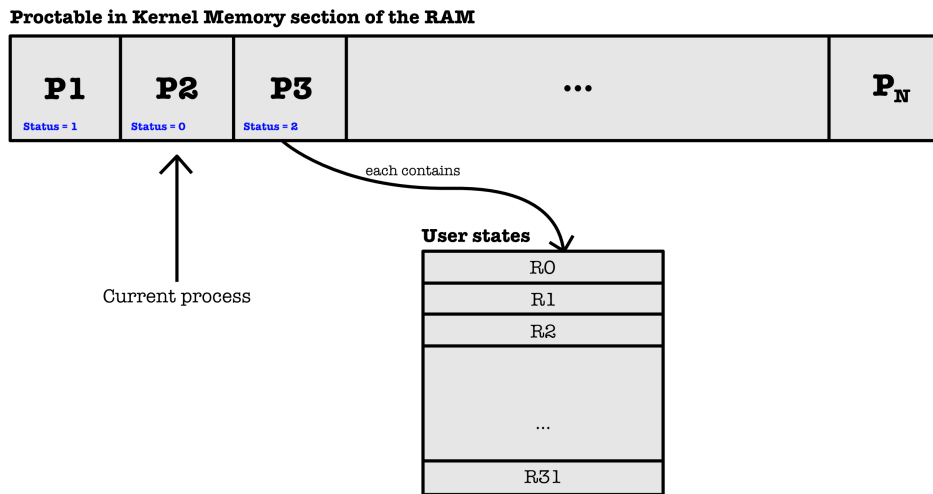 Proctable in Kernel Memory section of the RAM
P1 P2 P3 ... PN
Status = 1 Status = 0 Status = 2
each contains
User states
Current process
R0
R1
R2
...
R31